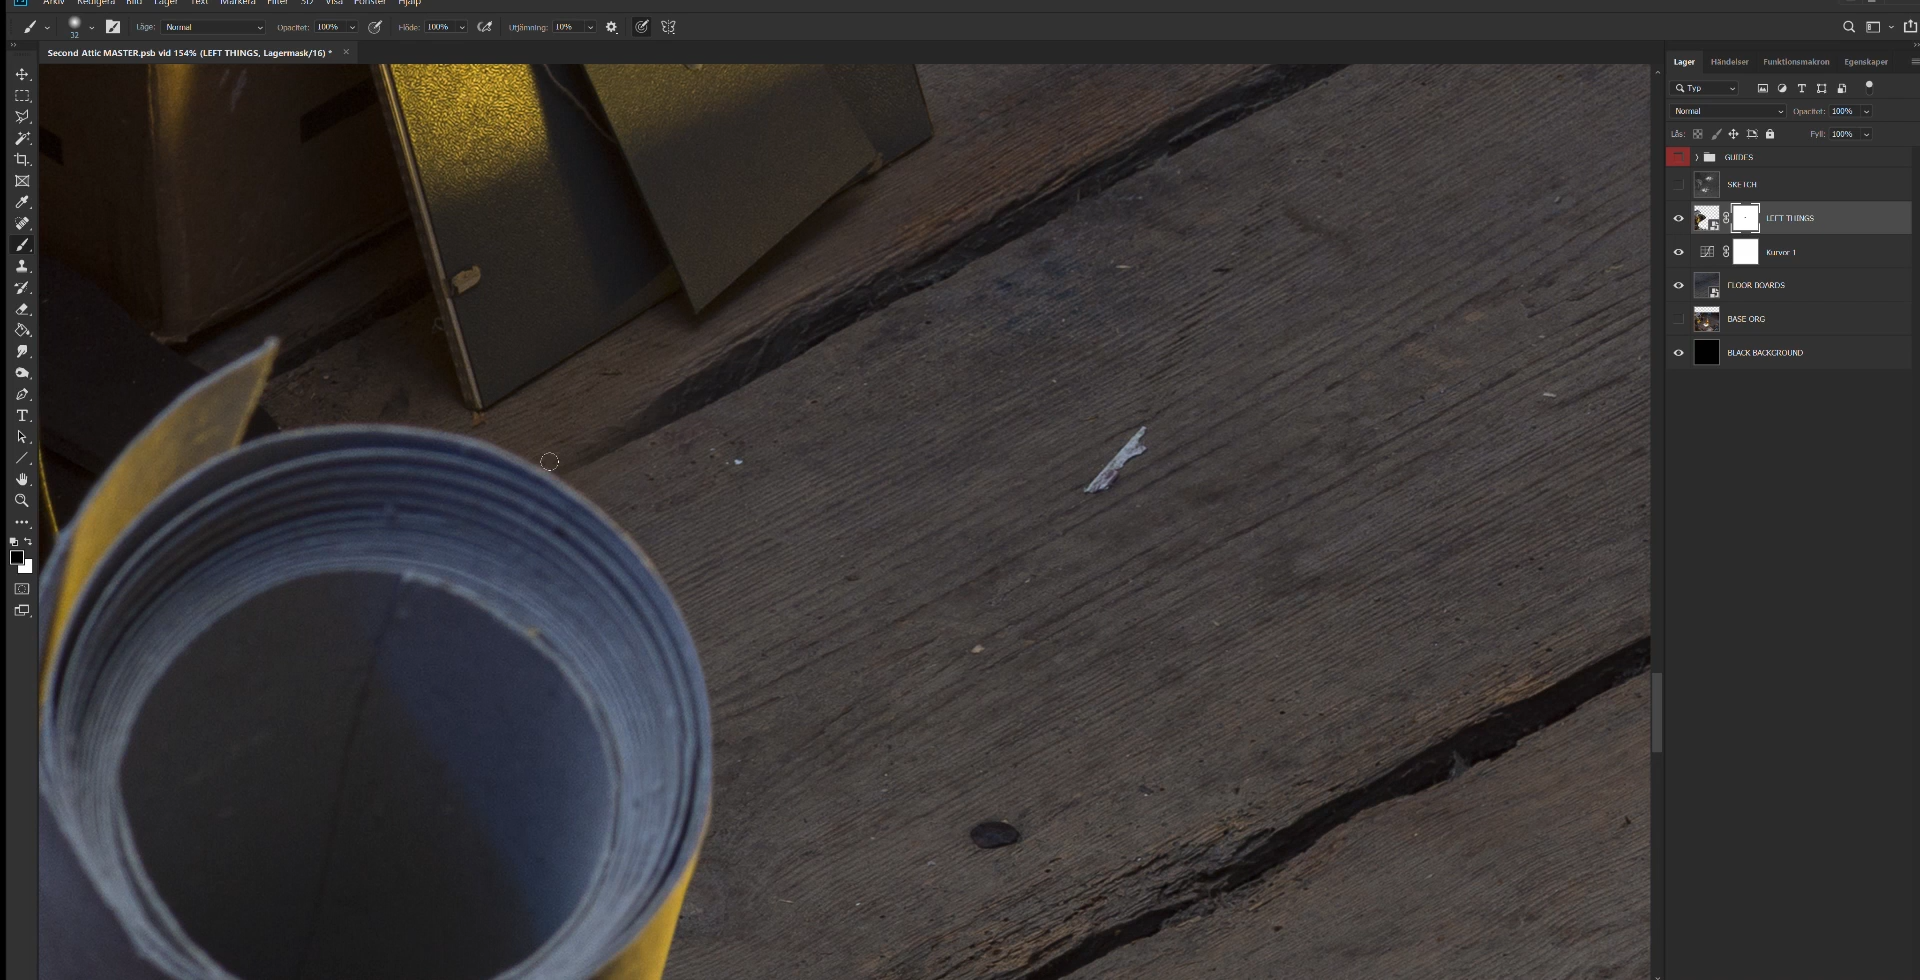 Arkiv Redigera Bild Lager Text Markera Filter 3D Visa Fönster Hjälp
32 Läge: Normal Opacitet: 100% Flöde: 100% Utjämning: 10%
Second Attic MASTER.psb vid 154% (LEFT THINGS, Lagermask/16) *
Lager Händelser Funktionsmakron Egenskaper
Typ
Normal Opacitet: 100%
Lås: Fyll: 100%
GUIDES
SKETCH
LEFT THINGS
Kurvor 1
FLOOR BOARDS
BASE ORG
BLACK BACKGROUND